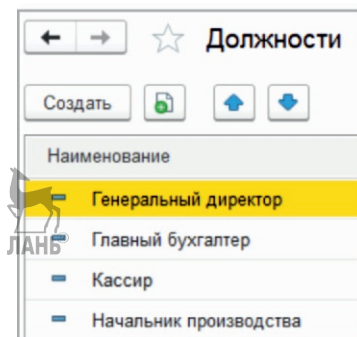 Должности
Создать
Наименование
Генеральный директор
Главный бухгалтер
Кассир
Начальник производства
ЛАНЬ